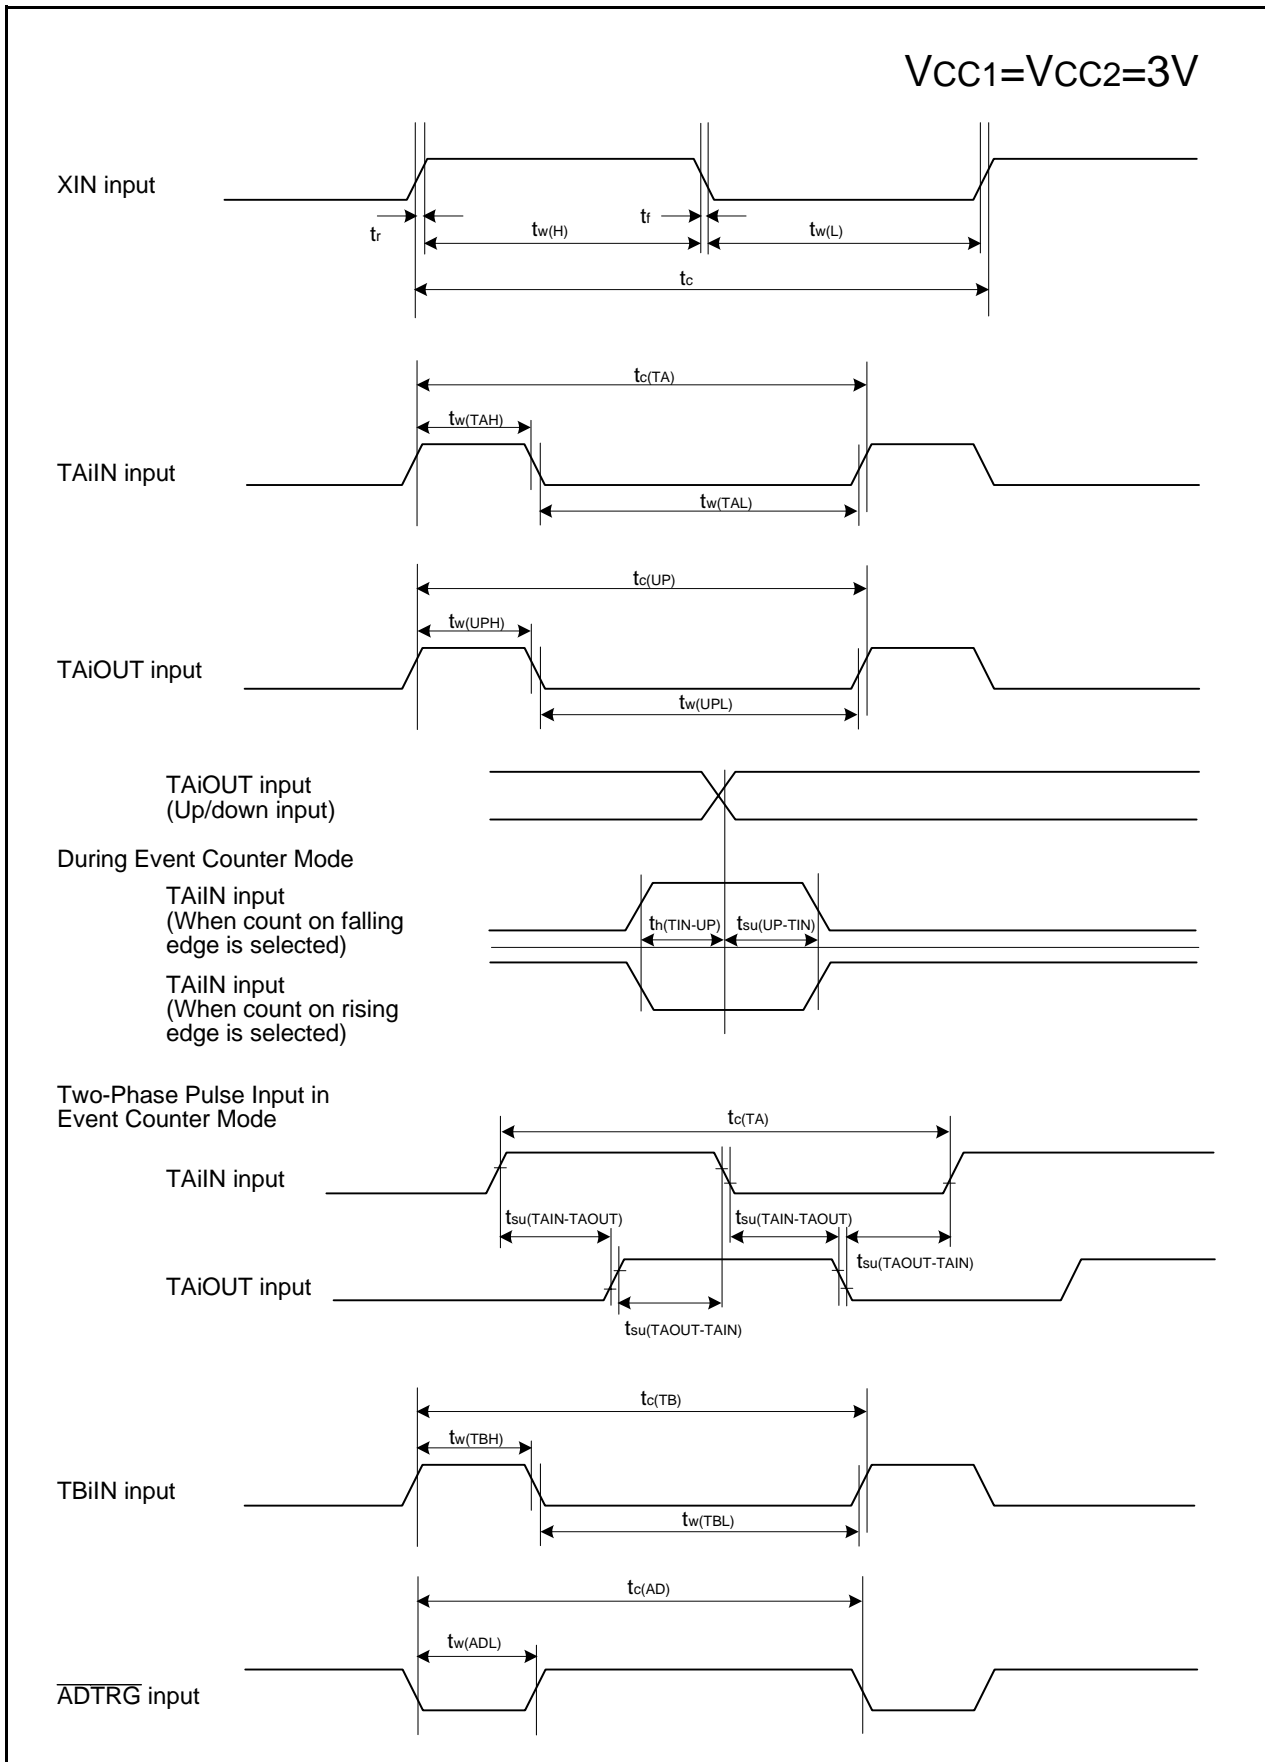 VCC1=VCC2=3V
XIN input
tr
tw(H)
tf
tw(L)
tc
tc(TA)
tw(TAH)
TAiIN input
tw(TAL)
tc(UP)
tw(UPH)
TAiOUT input
tw(UPL)
TAiOUT input
(Up/down input)
During Event Counter Mode
TAiIN input
(When count on falling
edge is selected)
th(TIN-UP)
tsu(UP-TIN)
TAiIN input
(When count on rising
edge is selected)
Two-Phase Pulse Input in
Event Counter Mode
tc(TA)
TAiIN input
tsu(TAIN-TAOUT)
tsu(TAIN-TAOUT)
tsu(TAOUT-TAIN)
TAiOUT input
tsu(TAOUT-TAIN)
tc(TB)
tw(TBH)
TBiIN input
tw(TBL)
tc(AD)
tw(ADL)
ADTRG input